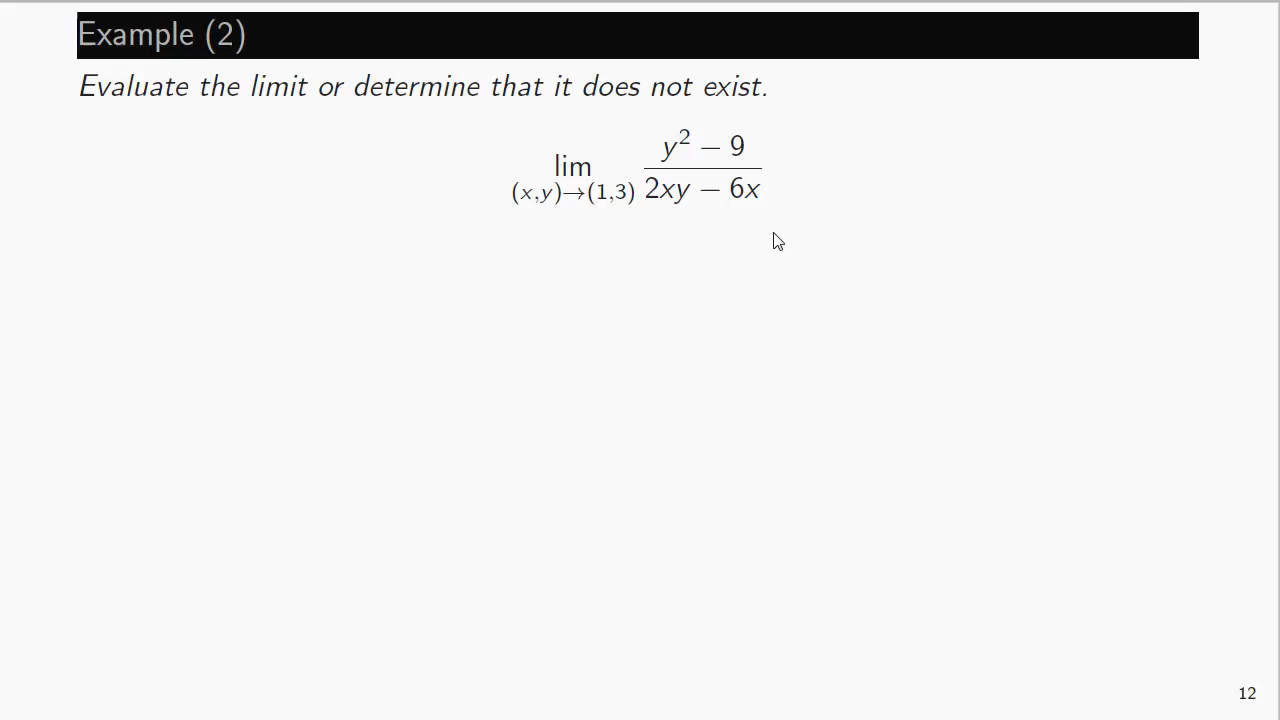 Example (2)
Evaluate the limit or determine that it does not exist.
lim (x,y)→(1,3) y² − 9 / 2xy − 6x
12